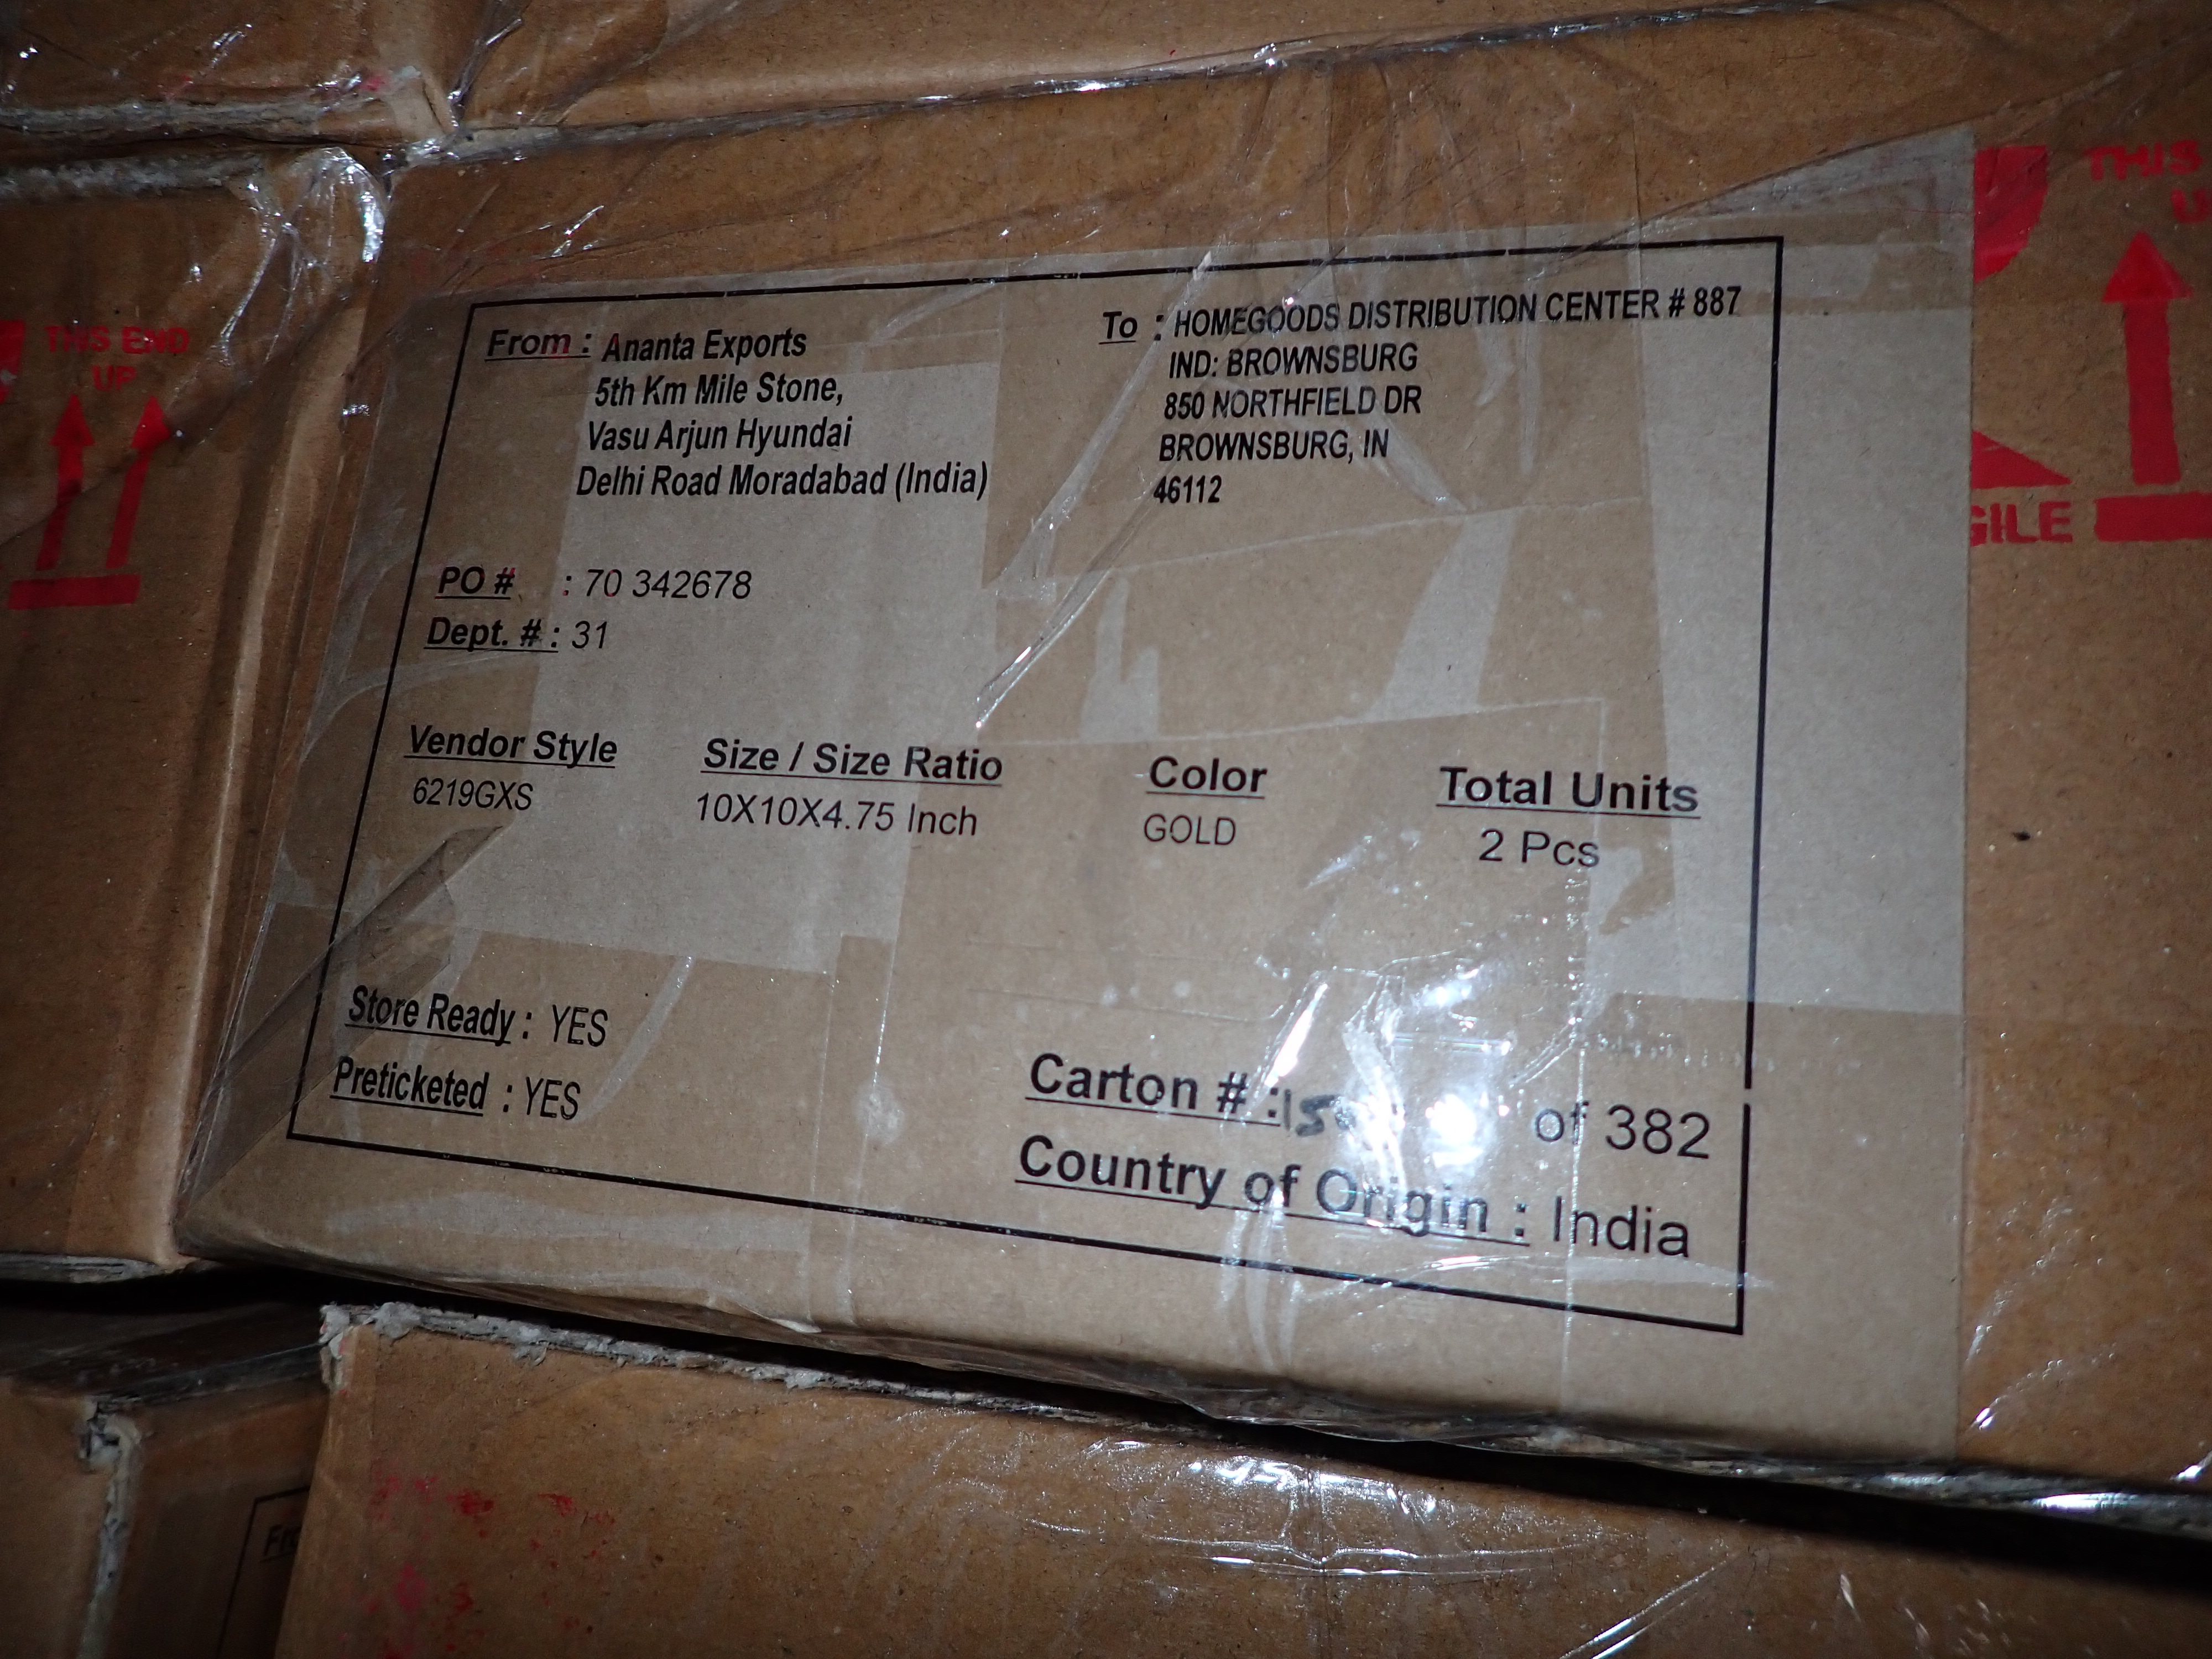 From : Ananta Exports
5th Km Mile Stone,
Vasu Arjun Hyundai
Delhi Road Moradabad (India)
To : HOMEGOODS DISTRIBUTION CENTER # 887
IND: BROWNSBURG
850 NORTHFIELD DR
BROWNSBURG, IN
46112
PO # : 70 342678
Dept. # : 31
Vendor Style
6219GXS
Size / Size Ratio
10X10X4.75 Inch
Color
GOLD
Total Units
2 Pcs
Store Ready : YES
Preticketed : YES
Carton # : of 382
Country of Origin : India
THIS
THIS END
UP